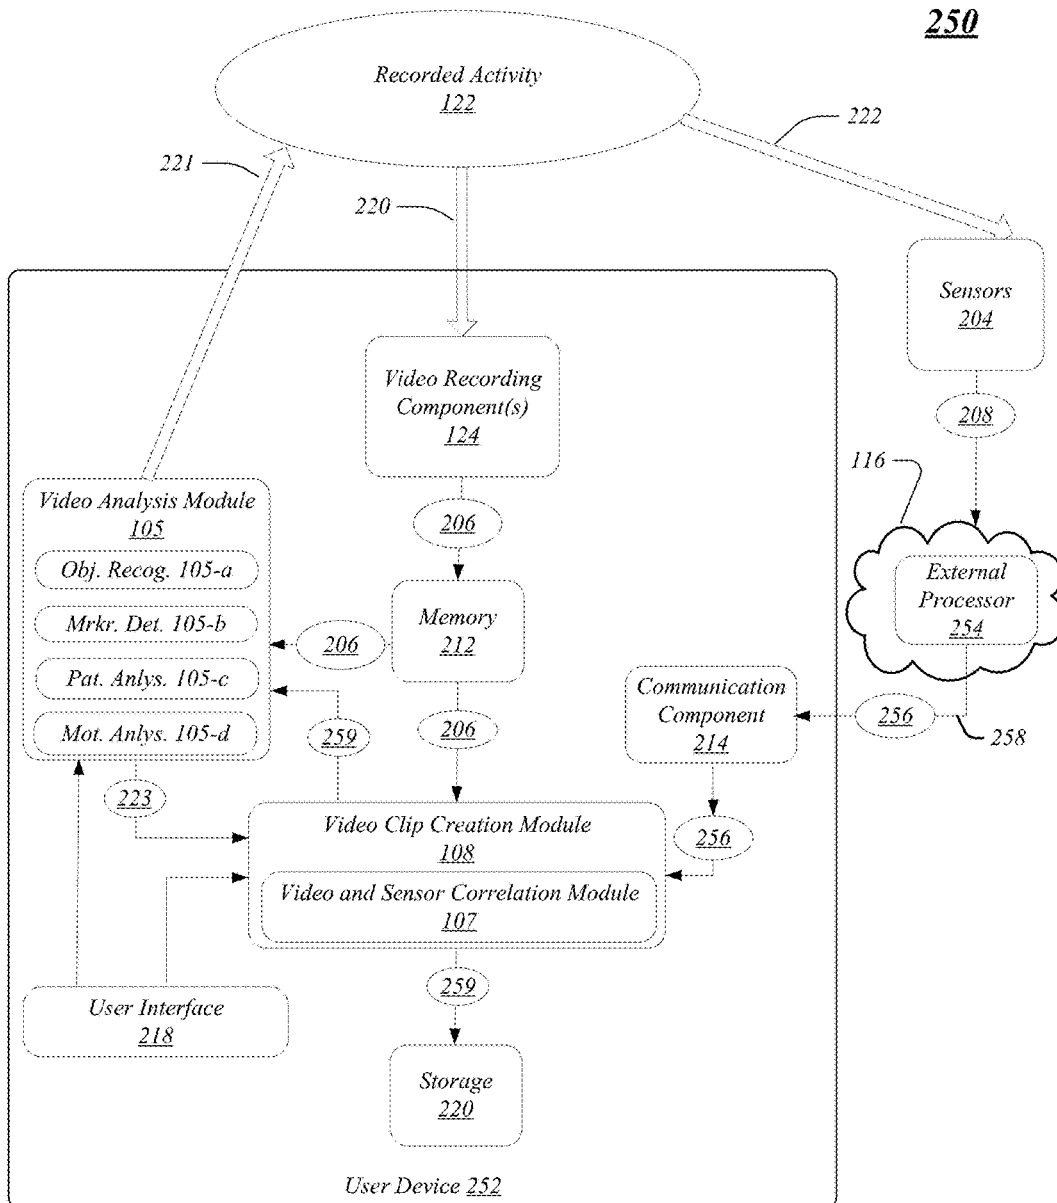 250
Recorded Activity
122
222
221
220
Sensors
204
Video Recording
Component(s)
124
208
116
Video Analysis Module
105
206
Obj. Recog. 105-a
External
Processor
254
Mrkr. Det. 105-b
Memory
212
206
Pat. Anlys. 105-c
Communication
Component
214
256
258
Mot. Anlys. 105-d
259
206
223
Video Clip Creation Module
108
256
Video and Sensor Correlation Module
107
259
User Interface
218
Storage
220
User Device 252